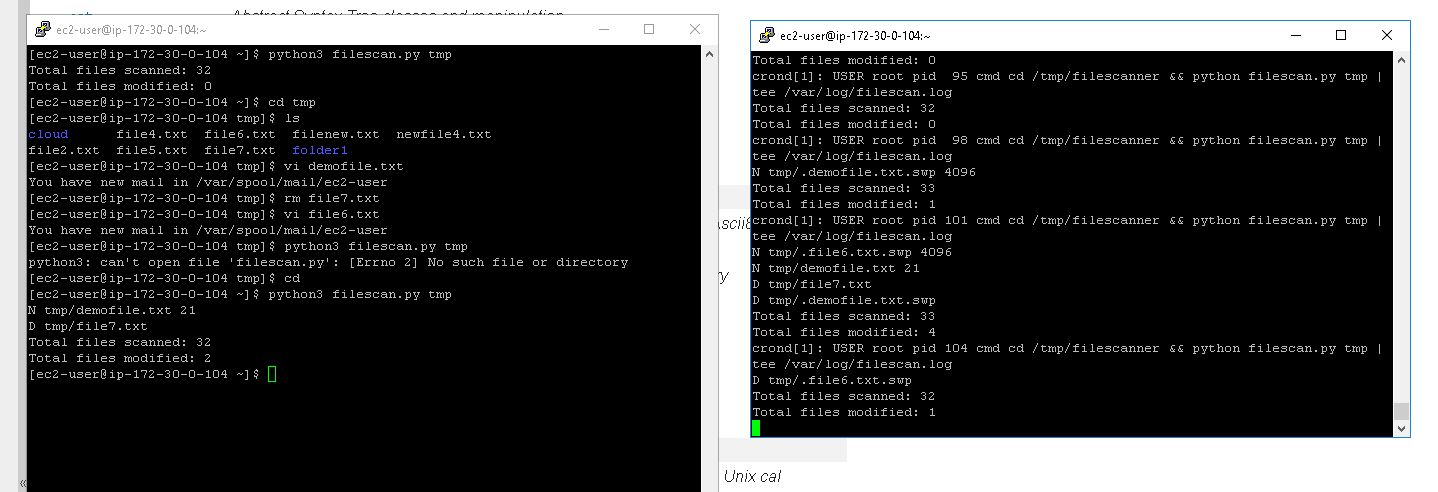 Abstract Syntax Tree classes and manipulation
ec2-user@ip-172-30-0-104:~
[ec2-user@ip-172-30-0-104 ~]$ python3 filescan.py tmp
Total files scanned: 32
Total files modified: 0
[ec2-user@ip-172-30-0-104 ~]$ cd tmp
[ec2-user@ip-172-30-0-104 tmp]$ ls
cloud file4.txt file6.txt filenew.txt newfile4.txt
file2.txt file5.txt file7.txt folder1
[ec2-user@ip-172-30-0-104 tmp]$ vi demofile.txt
You have new mail in /var/spool/mail/ec2-user
[ec2-user@ip-172-30-0-104 tmp]$ rm file7.txt
[ec2-user@ip-172-30-0-104 tmp]$ vi file6.txt
You have new mail in /var/spool/mail/ec2-user
[ec2-user@ip-172-30-0-104 tmp]$ python3 filescan.py tmp
python3: can't open file 'filescan.py': [Errno 2] No such file or directory
[ec2-user@ip-172-30-0-104 tmp]$ cd
[ec2-user@ip-172-30-0-104 ~]$ python3 filescan.py tmp
N tmp/demofile.txt 21
D tmp/file7.txt
Total files scanned: 32
Total files modified: 2
[ec2-user@ip-172-30-0-104 ~]$
ec2-user@ip-172-30-0-104:~
Total files modified: 0
crond[1]: USER root pid 95 cmd cd /tmp/filescanner && python filescan.py tmp |
tee /var/log/filescan.log
Total files scanned: 32
Total files modified: 0
crond[1]: USER root pid 98 cmd cd /tmp/filescanner && python filescan.py tmp |
tee /var/log/filescan.log
N tmp/.demofile.txt.swp 4096
Total files scanned: 33
Total files modified: 1
crond[1]: USER root pid 101 cmd cd /tmp/filescanner && python filescan.py tmp |
tee /var/log/filescan.log
N tmp/.file6.txt.swp 4096
N tmp/demofile.txt 21
D tmp/file7.txt
D tmp/.demofile.txt.swp
Total files scanned: 33
Total files modified: 4
crond[1]: USER root pid 104 cmd cd /tmp/filescanner && python filescan.py tmp |
tee /var/log/filescan.log
D tmp/.file6.txt.swp
Total files scanned: 32
Total files modified: 1
Unix cal
«